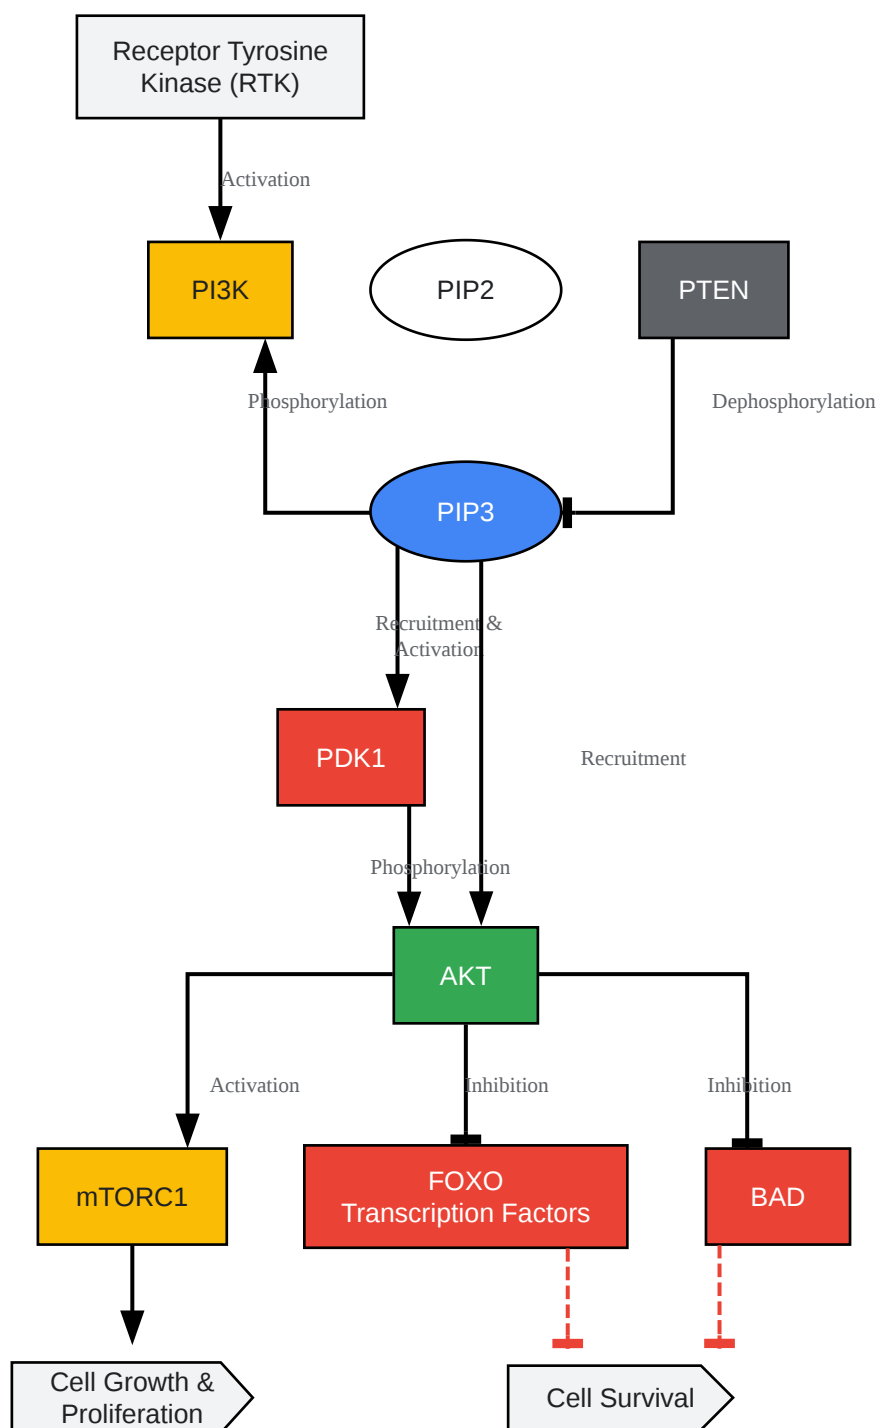 Receptor Tyrosine
Kinase (RTK)
Activation
PI3K
PIP2
PTEN
Phosphorylation
Dephosphorylation
PIP3
Recruitment &
Activation
PDK1
Recruitment
Phosphorylation
AKT
Activation
Inhibition
Inhibition
mTORC1
FOXO
Transcription Factors
BAD
Cell Growth &
Proliferation
Cell Survival